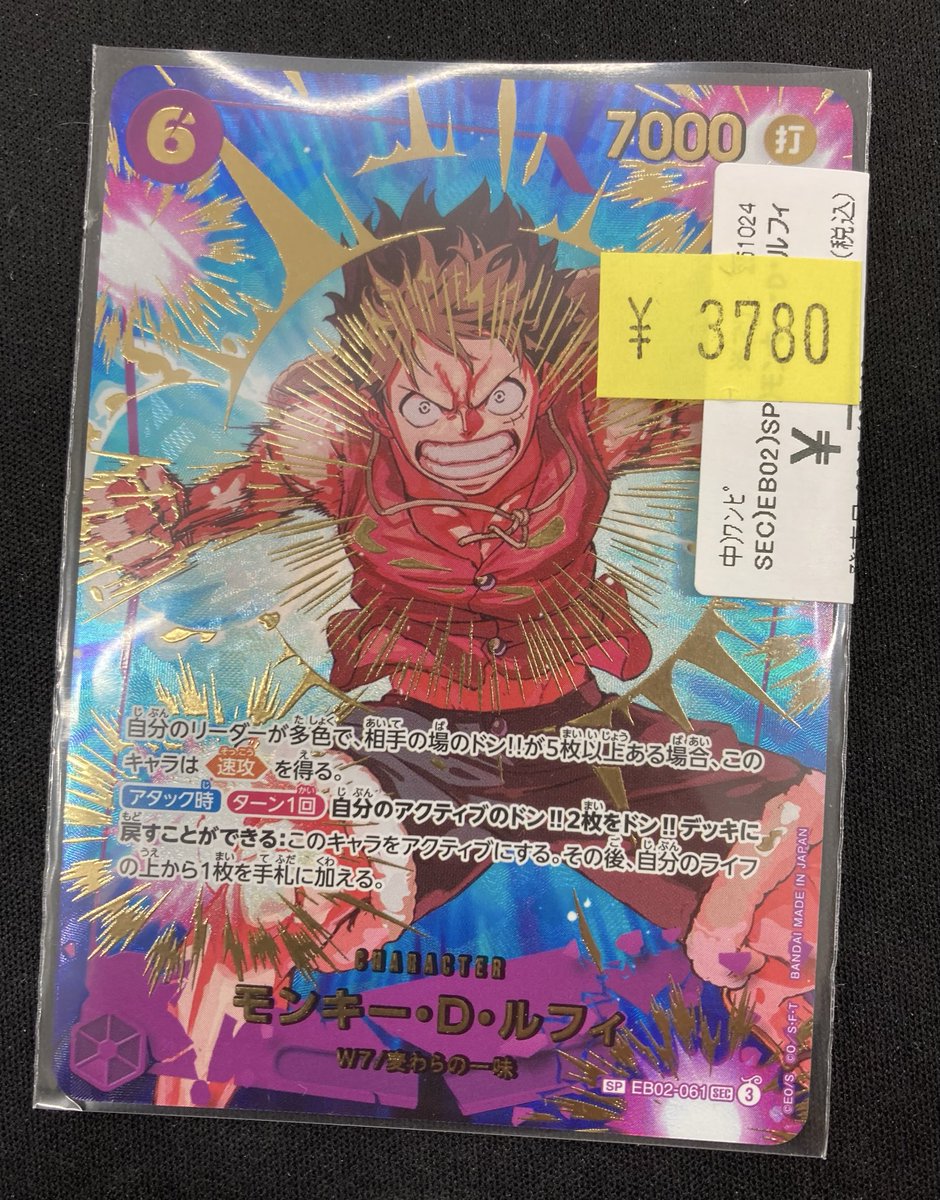 6
7000 打
¥ 3780
51024
ルフィ
(税込)
中)ワンピ
SEC)EB02)SP
¥
自分のリーダーが多色で、相手の場のドン!!が5枚以上ある場合、この
キャラは 速攻 を得る。
アタック時 ターン1回 自分のアクティブのドン!!2枚をドン!!デッキに
戻すことができる:このキャラをアクティブにする。その後、自分のライフ
の上から1枚を手札に加える。
CHARACTER
モンキー・D・ルフィ
W7/麦わらの一味
SP EB02-061 SEC 3
©EO/S ©O/ S・F・T BANDAI MADE IN JAPAN